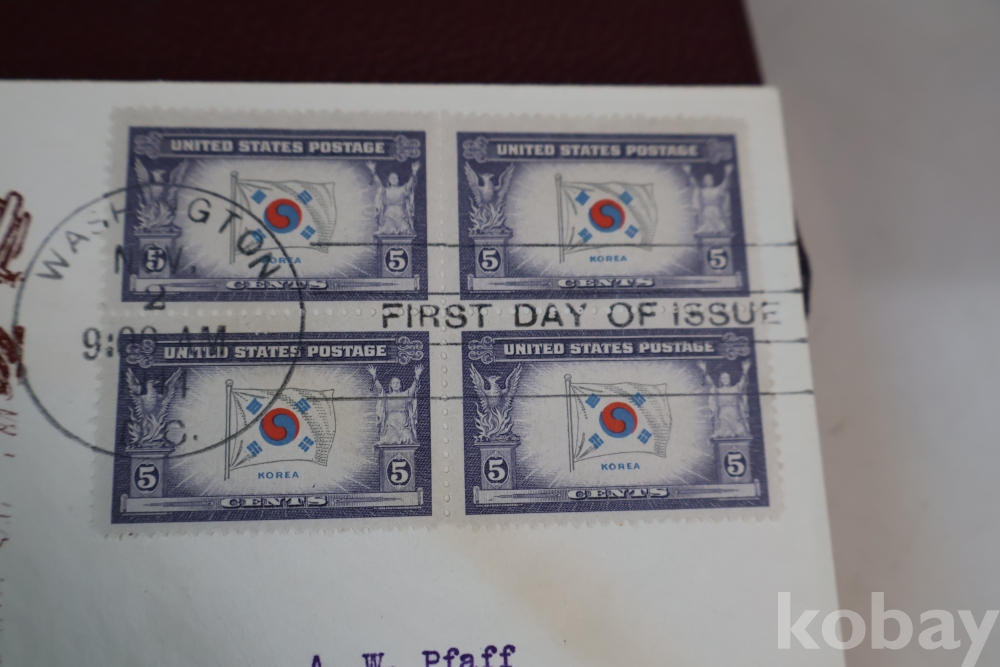 UNITED STATES POSTAGE
KOREA
5 5
CENTS
UNITED STATES POSTAGE
KOREA
5 5
CENTS
WASHINGTON
NOV.
2
9:00 AM
D.C.
FIRST DAY OF ISSUE
UNITED STATES POSTAGE
KOREA
5 5
CENTS
UNITED STATES POSTAGE
KOREA
5 5
CENTS
A. W. Pfaff
kobay